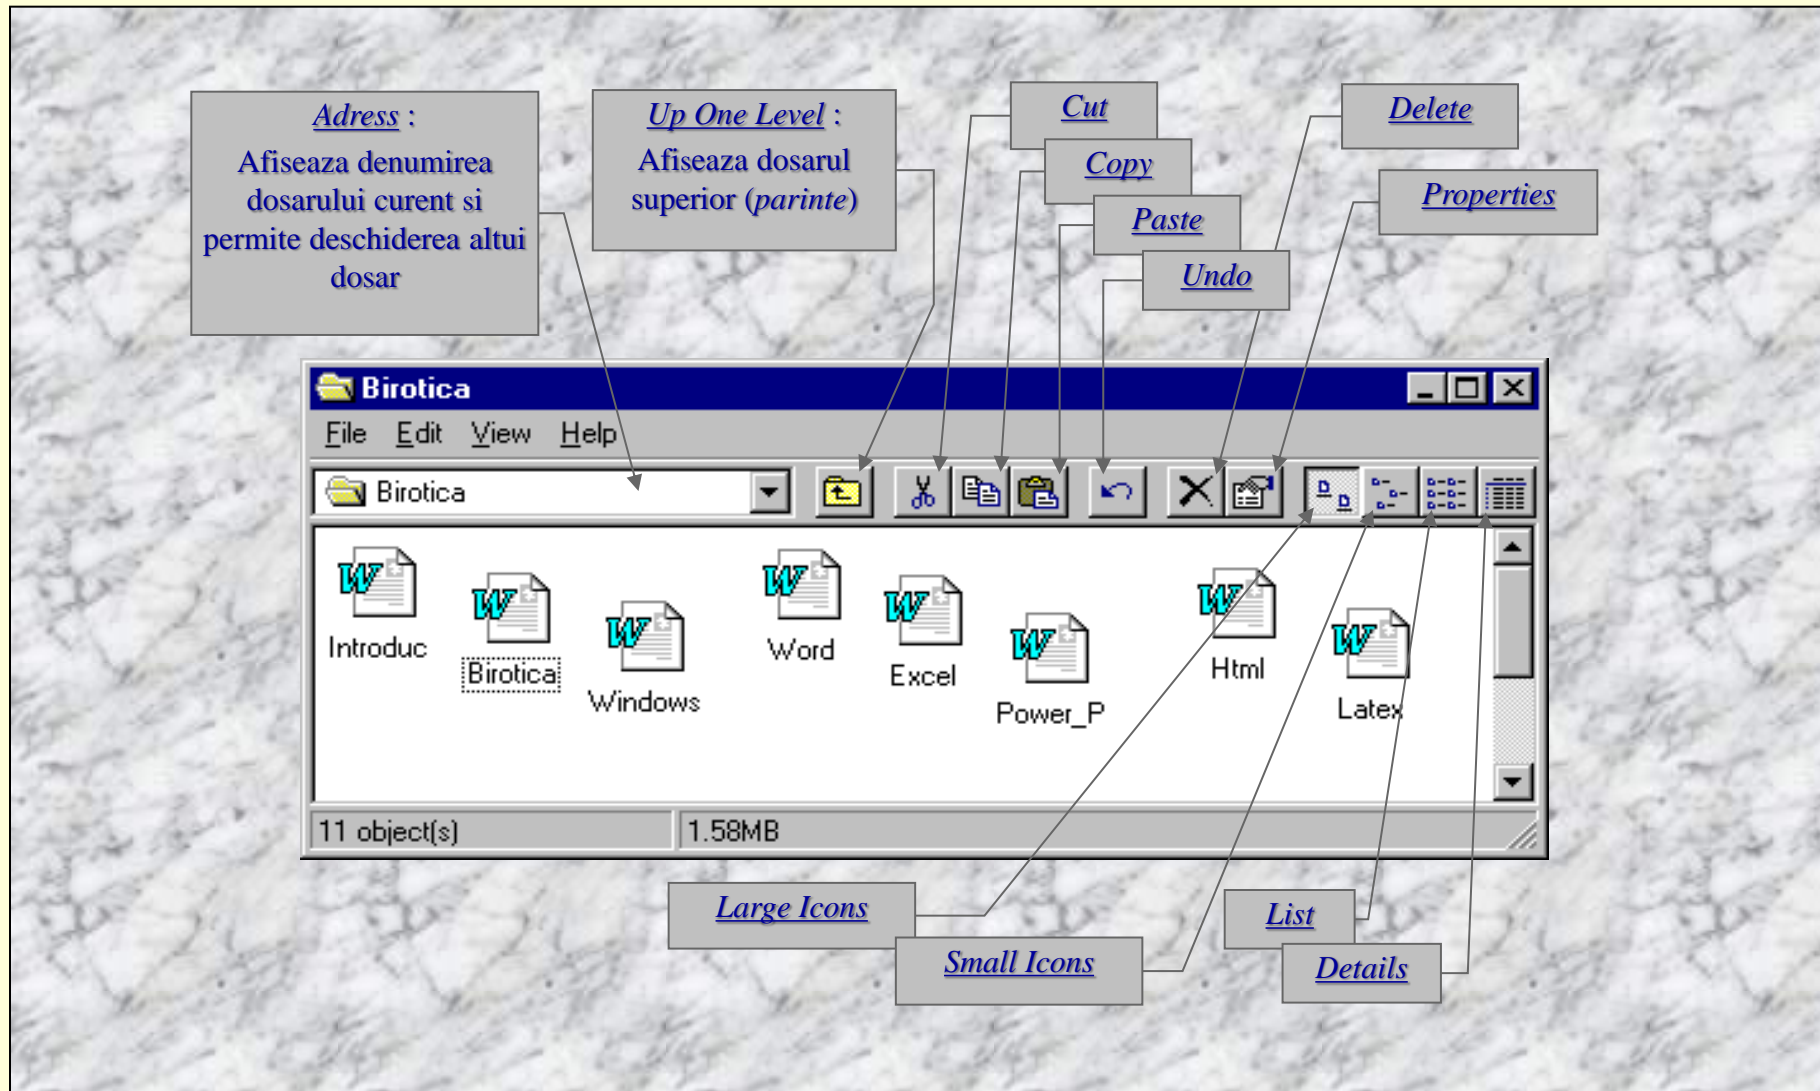 Adress :
Afiseaza denumirea
dosarului curent si
permite deschiderea altui
dosar
Up One Level :
Afiseaza dosarul
superior (parinte)
Cut
Copy
Paste
Undo
Delete
Properties
Birotica
File Edit View Help
Birotica
Introduc
Birotica
Windows
Word
Excel
Power_P
Html
Latex
11 object(s)
1.58MB
Large Icons
Small Icons
List
Details